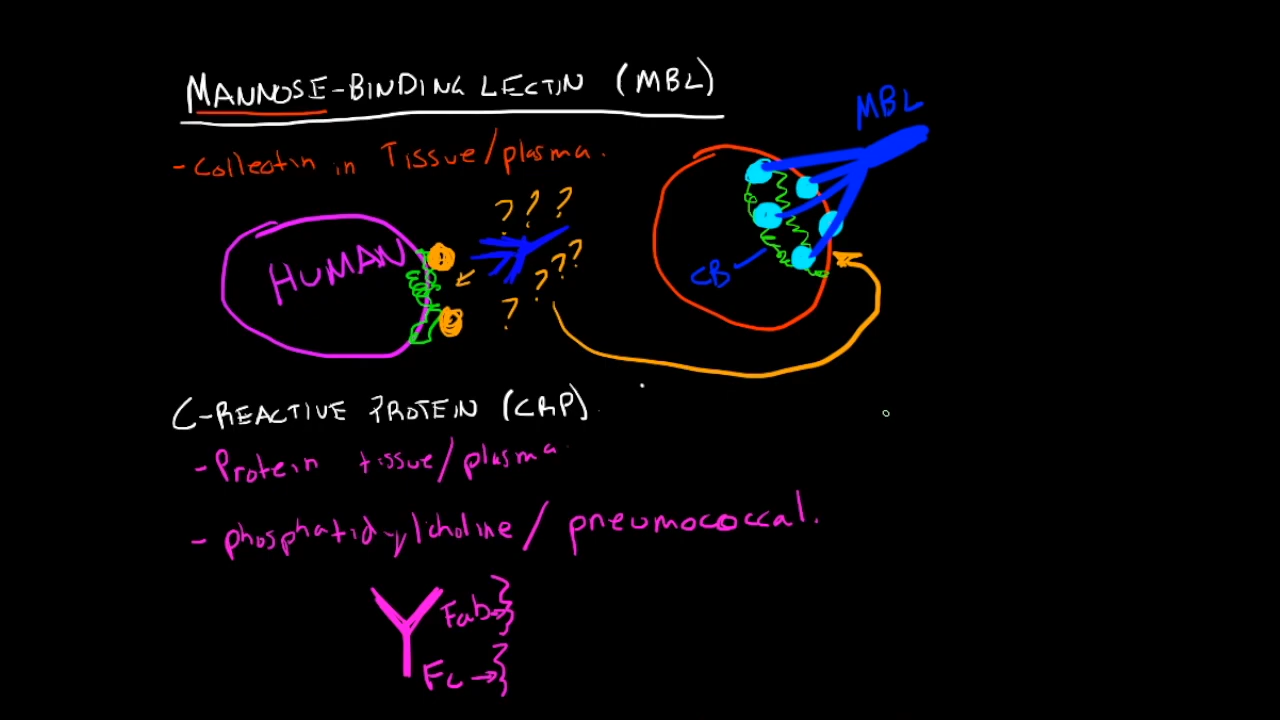 MANNOSE-BINDING LECTIN (MBL)
MBL
- Collectin in Tissue/plasma.
? ? ?
HUMAN
? ? ? ?
CB
C-REACTIVE PROTEIN (CRP)
- Protein tissue/plasma
- phosphatidylcholine / pneumococcal.
Fab
Fc